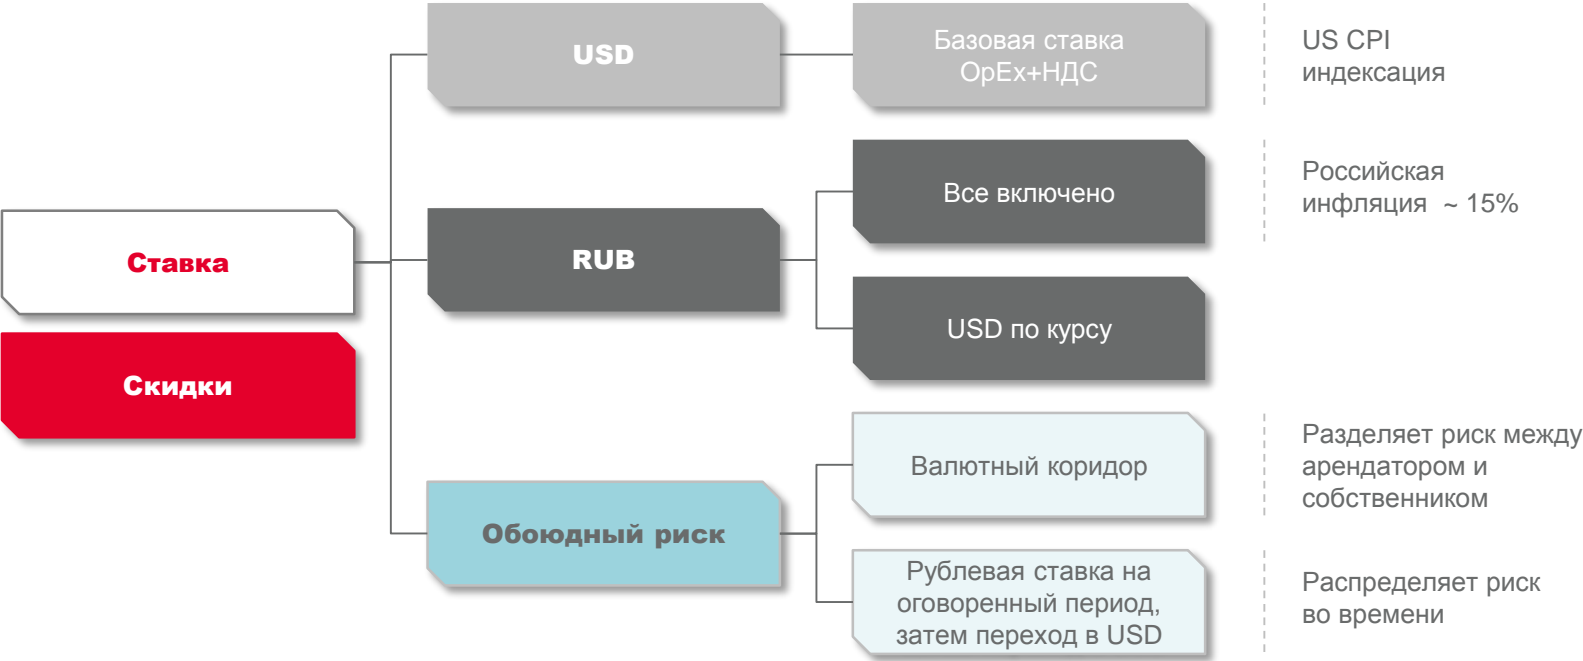 USD
Базовая ставка
OpEx+НДС
US CPI
индексация
Все включено
Российская
инфляция ~ 15%
Ставка
RUB
USD по курсу
Скидки
Валютный коридор
Разделяет риск между
арендатором и
собственником
Обоюдный риск
Рублевая ставка на
оговоренный период,
затем переход в USD
Распределяет риск
во времени